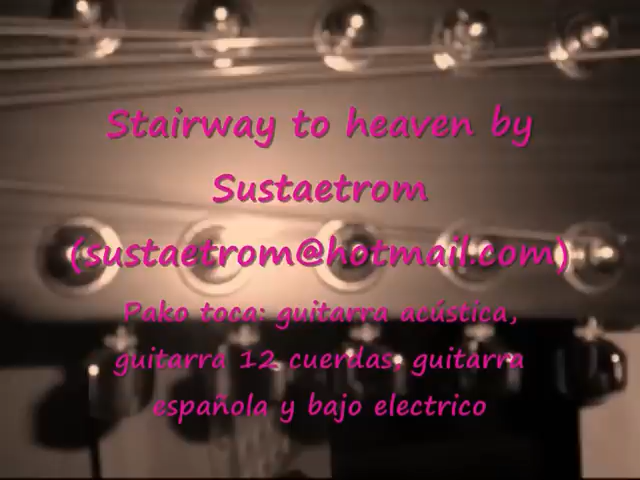 Stairway to heaven by
Sustaetrom
(sustaetrom@hotmail.com)
Pako toca: guitarra acústica,
guitarra 12 cuerdas, guitarra
española y bajo electrico